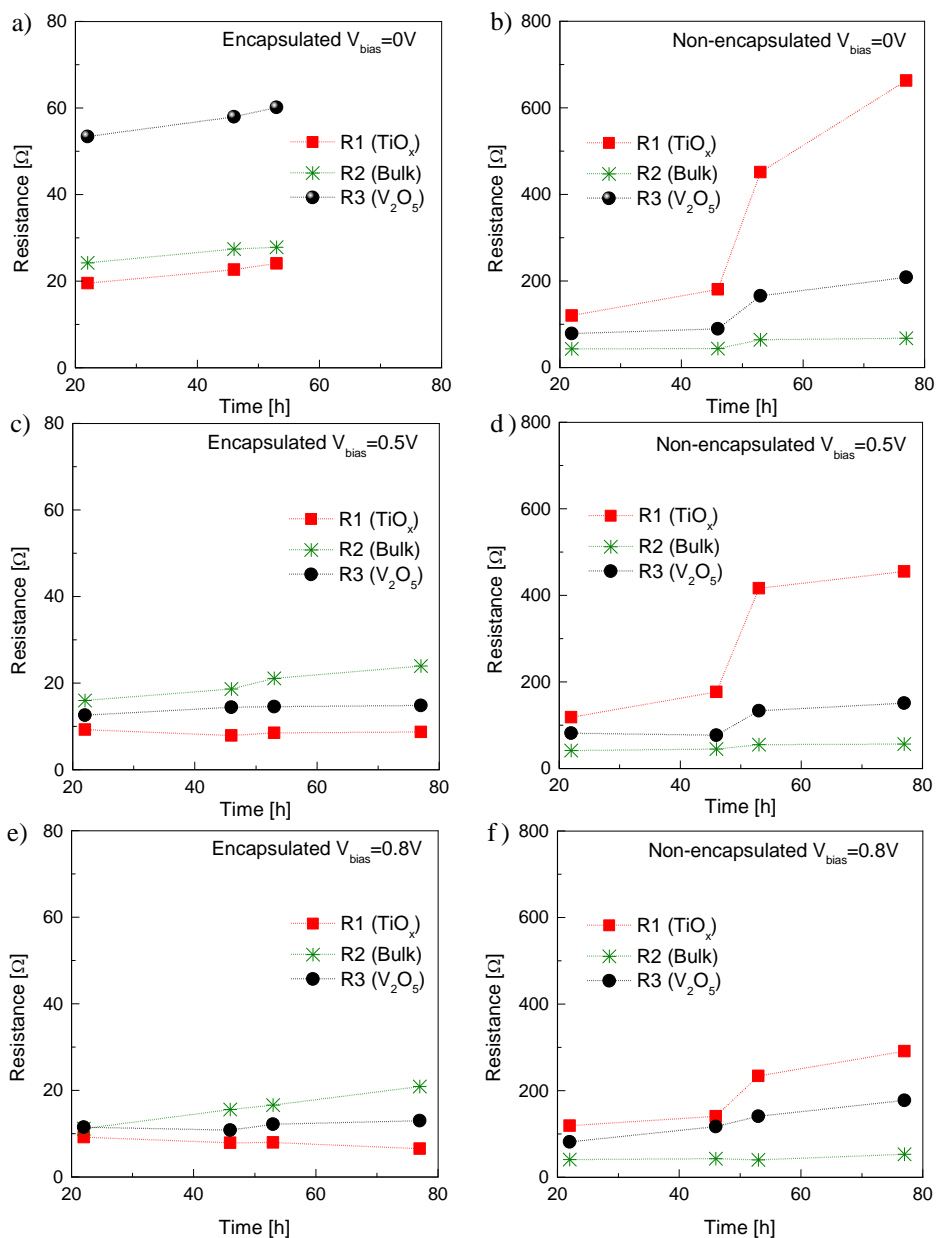 a)
Encapsulated V_bias=0V
80
60
40
20
0
Resistance [Ω]
R1 (TiO_x)
R2 (Bulk)
R3 (V_2O_5)
20 40 60 80
Time [h]
b)
Non-encapsulated V_bias=0V
800
600
400
200
0
Resistance [Ω]
R1 (TiO_x)
R2 (Bulk)
R3 (V_2O_5)
20 40 60 80
Time [h]
c)
Encapsulated V_bias=0.5V
80
60
40
20
0
Resistance [Ω]
R1 (TiO_x)
R2 (Bulk)
R3 (V_2O_5)
20 40 60 80
Time [h]
d)
Non-encapsulated V_bias=0.5V
800
600
400
200
0
Resistance [Ω]
R1 (TiO_x)
R2 (Bulk)
R3 (V_2O_5)
20 40 60 80
Time [h]
e)
Encapsulated V_bias=0.8V
80
60
40
20
0
Resistance [Ω]
R1 (TiO_x)
R2 (Bulk)
R3 (V_2O_5)
20 40 60 80
Time [h]
f)
Non-encapsulated V_bias=0.8V
800
600
400
200
0
Resistance [Ω]
R1 (TiO_x)
R2 (Bulk)
R3 (V_2O_5)
20 40 60 80
Time [h]